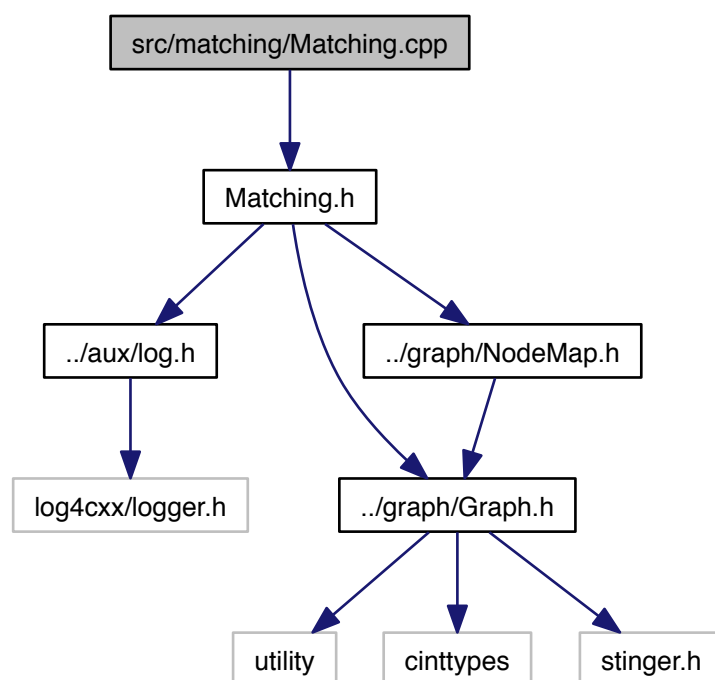 src/matching/Matching.cpp
Matching.h
../aux/log.h
../graph/NodeMap.h
log4cxx/logger.h
../graph/Graph.h
utility
cinttypes
stinger.h